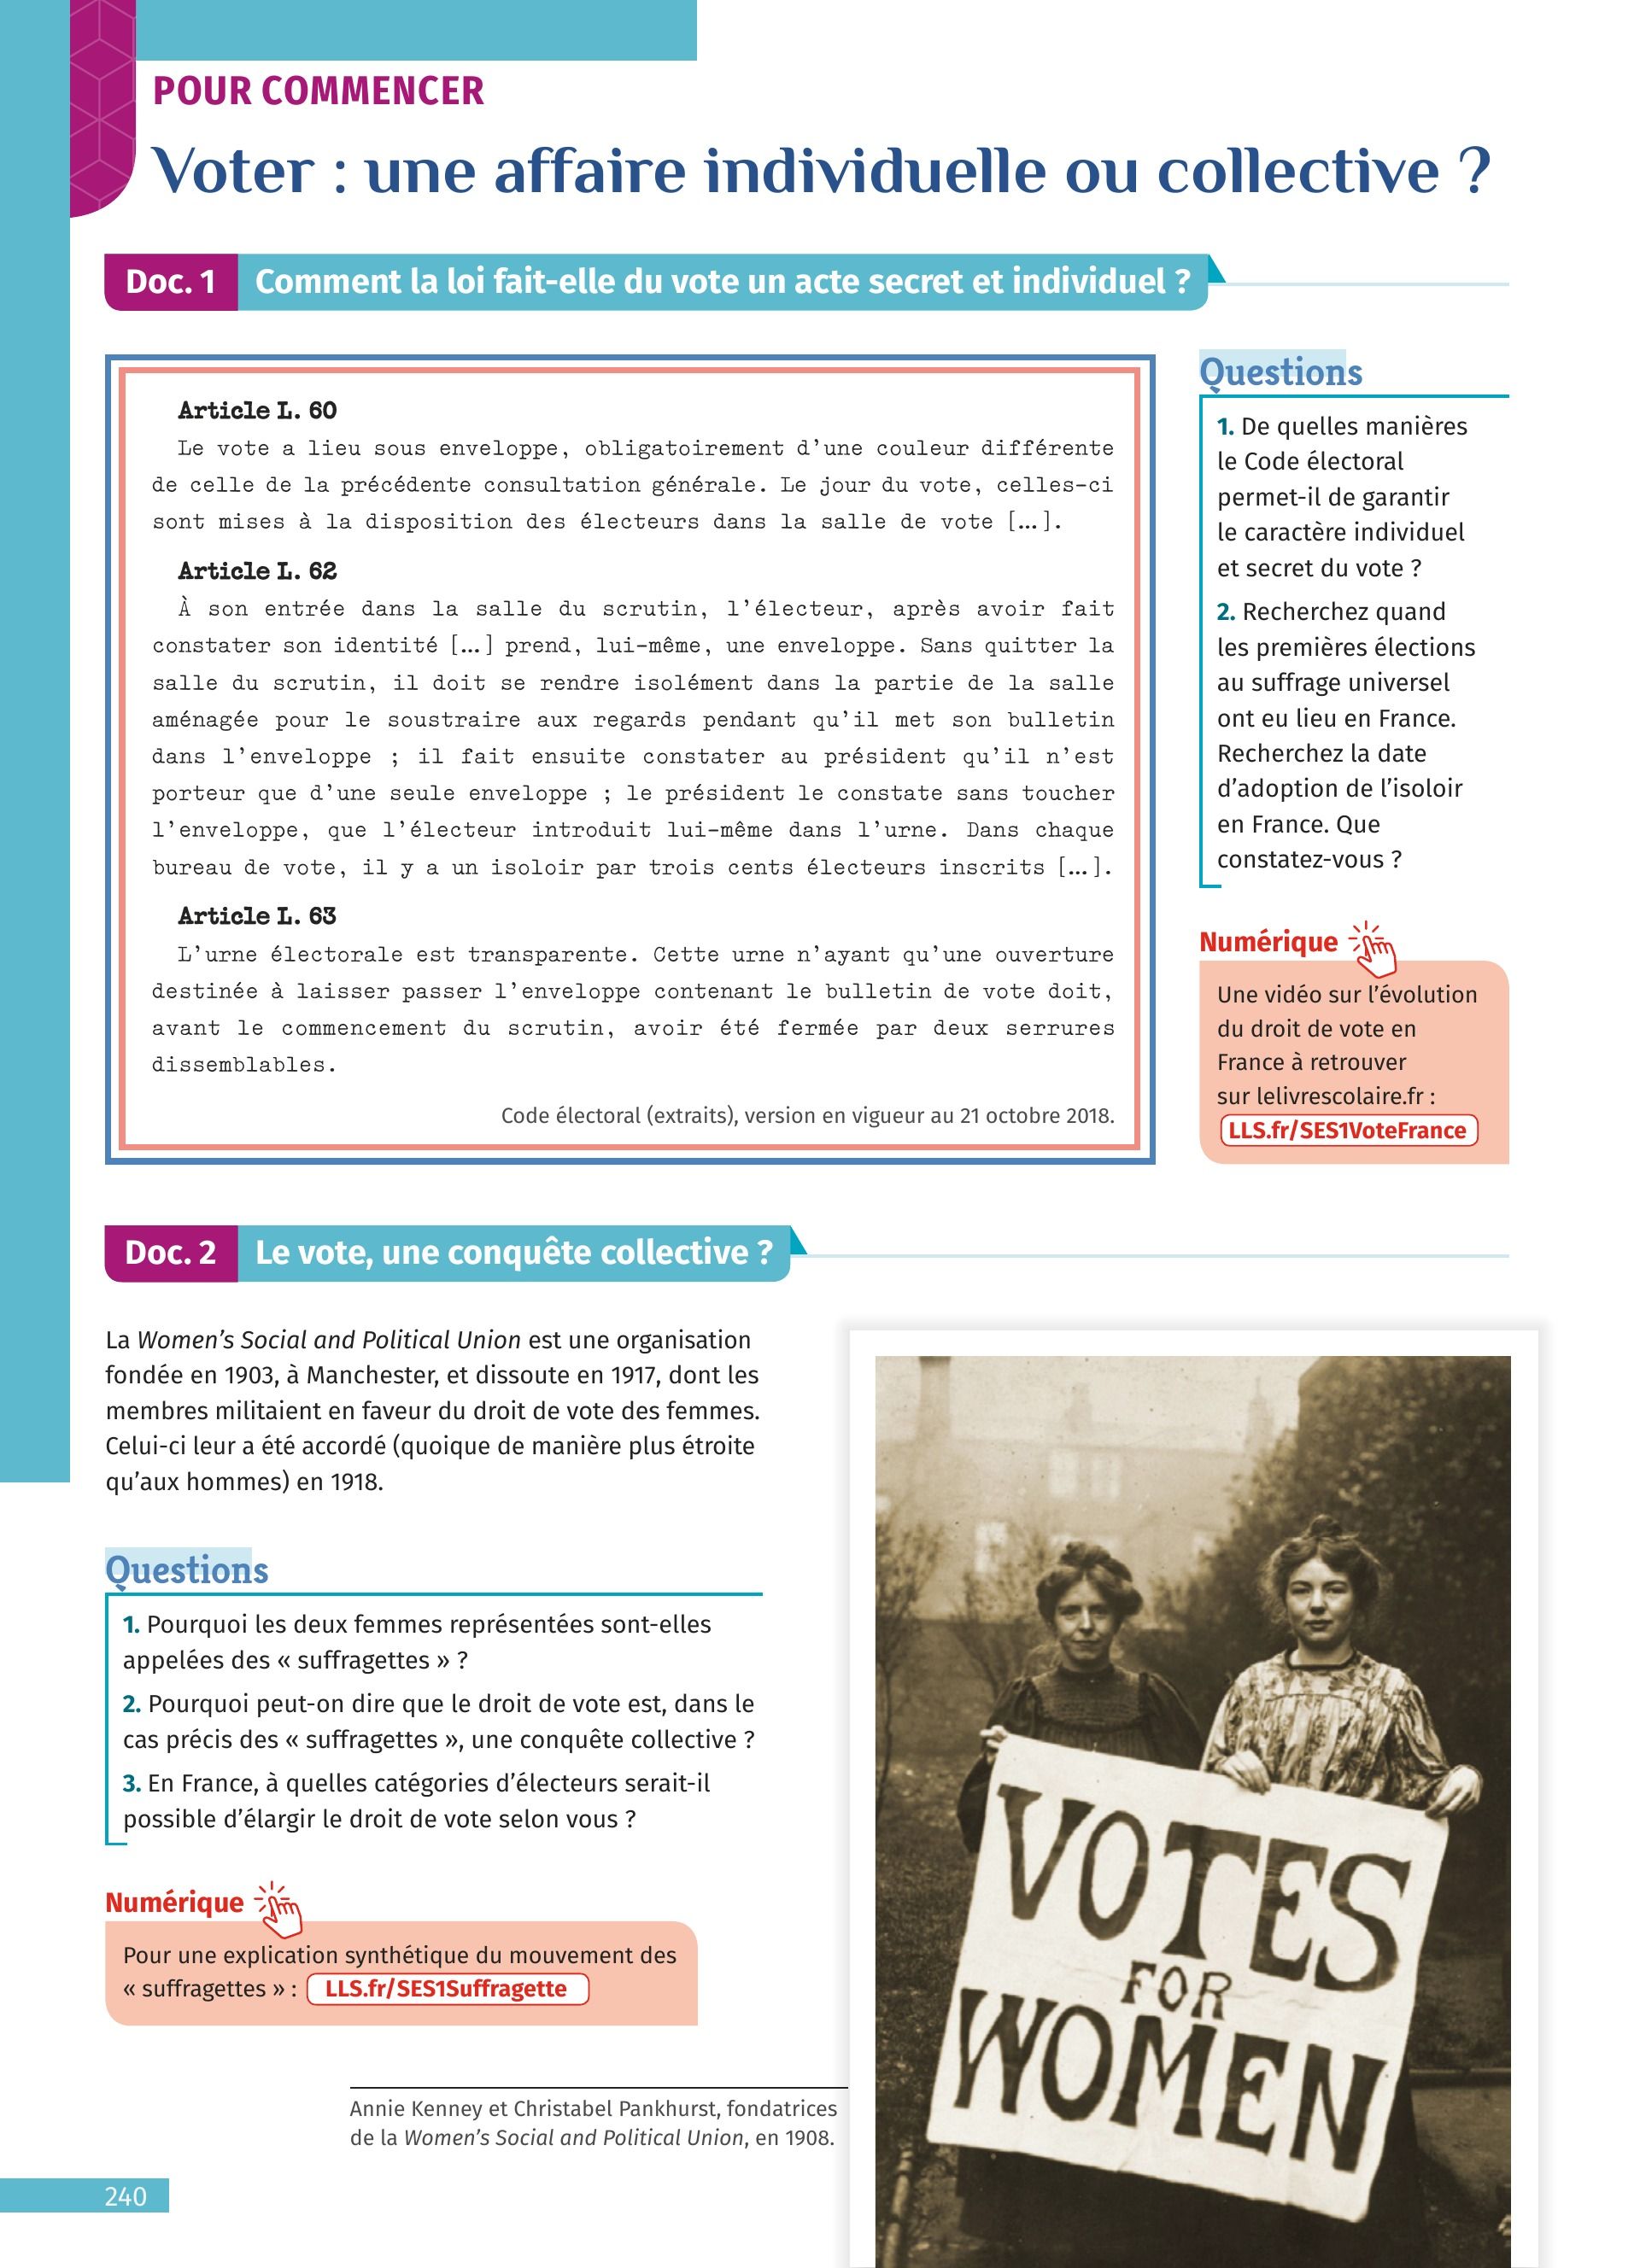 POUR COMMENCER
Voter : une affaire individuelle ou collective ?
Doc. 1 Comment la loi fait-elle du vote un acte secret et individuel ?
Article L. 60
Le vote a lieu sous enveloppe, obligatoirement d’une couleur différente
de celle de la précédente consultation générale. Le jour du vote, celles-ci
sont mises à la disposition des électeurs dans la salle de vote […].
Article L. 62
À son entrée dans la salle du scrutin, l’électeur, après avoir fait
constater son identité […] prend, lui-même, une enveloppe. Sans quitter la
salle du scrutin, il doit se rendre isolément dans la partie de la salle
aménagée pour le soustraire aux regards pendant qu’il met son bulletin
dans l’enveloppe ; il fait ensuite constater au président qu’il n’est
porteur que d’une seule enveloppe ; le président le constate sans toucher
l’enveloppe, que l’électeur introduit lui-même dans l’urne. Dans chaque
bureau de vote, il y a un isoloir par trois cents électeurs inscrits […].
Article L. 63
L’urne électorale est transparente. Cette urne n’ayant qu’une ouverture
destinée à laisser passer l’enveloppe contenant le bulletin de vote doit,
avant le commencement du scrutin, avoir été fermée par deux serrures
dissemblables.
Code électoral (extraits), version en vigueur au 21 octobre 2018.
Questions
1. De quelles manières
le Code électoral
permet-il de garantir
le caractère individuel
et secret du vote ?
2. Recherchez quand
les premières élections
au suffrage universel
ont eu lieu en France.
Recherchez la date
d’adoption de l’isoloir
en France. Que
constatez-vous ?
Numérique
Une vidéo sur l’évolution
du droit de vote en
France à retrouver
sur lelivrescolaire.fr :
LLS.fr/SES1VoteFrance
Doc. 2 Le vote, une conquête collective ?
La Women’s Social and Political Union est une organisation
fondée en 1903, à Manchester, et dissoute en 1917, dont les
membres militaient en faveur du droit de vote des femmes.
Celui-ci leur a été accordé (quoique de manière plus étroite
qu’aux hommes) en 1918.
Questions
1. Pourquoi les deux femmes représentées sont-elles
appelées des « suffragettes » ?
2. Pourquoi peut-on dire que le droit de vote est, dans le
cas précis des « suffragettes », une conquête collective ?
3. En France, à quelles catégories d’électeurs serait-il
possible d’élargir le droit de vote selon vous ?
Numérique
Pour une explication synthétique du mouvement des
« suffragettes » : LLS.fr/SES1Suffragette
Annie Kenney et Christabel Pankhurst, fondatrices
de la Women’s Social and Political Union, en 1908.
VOTES
FOR
WOMEN
240